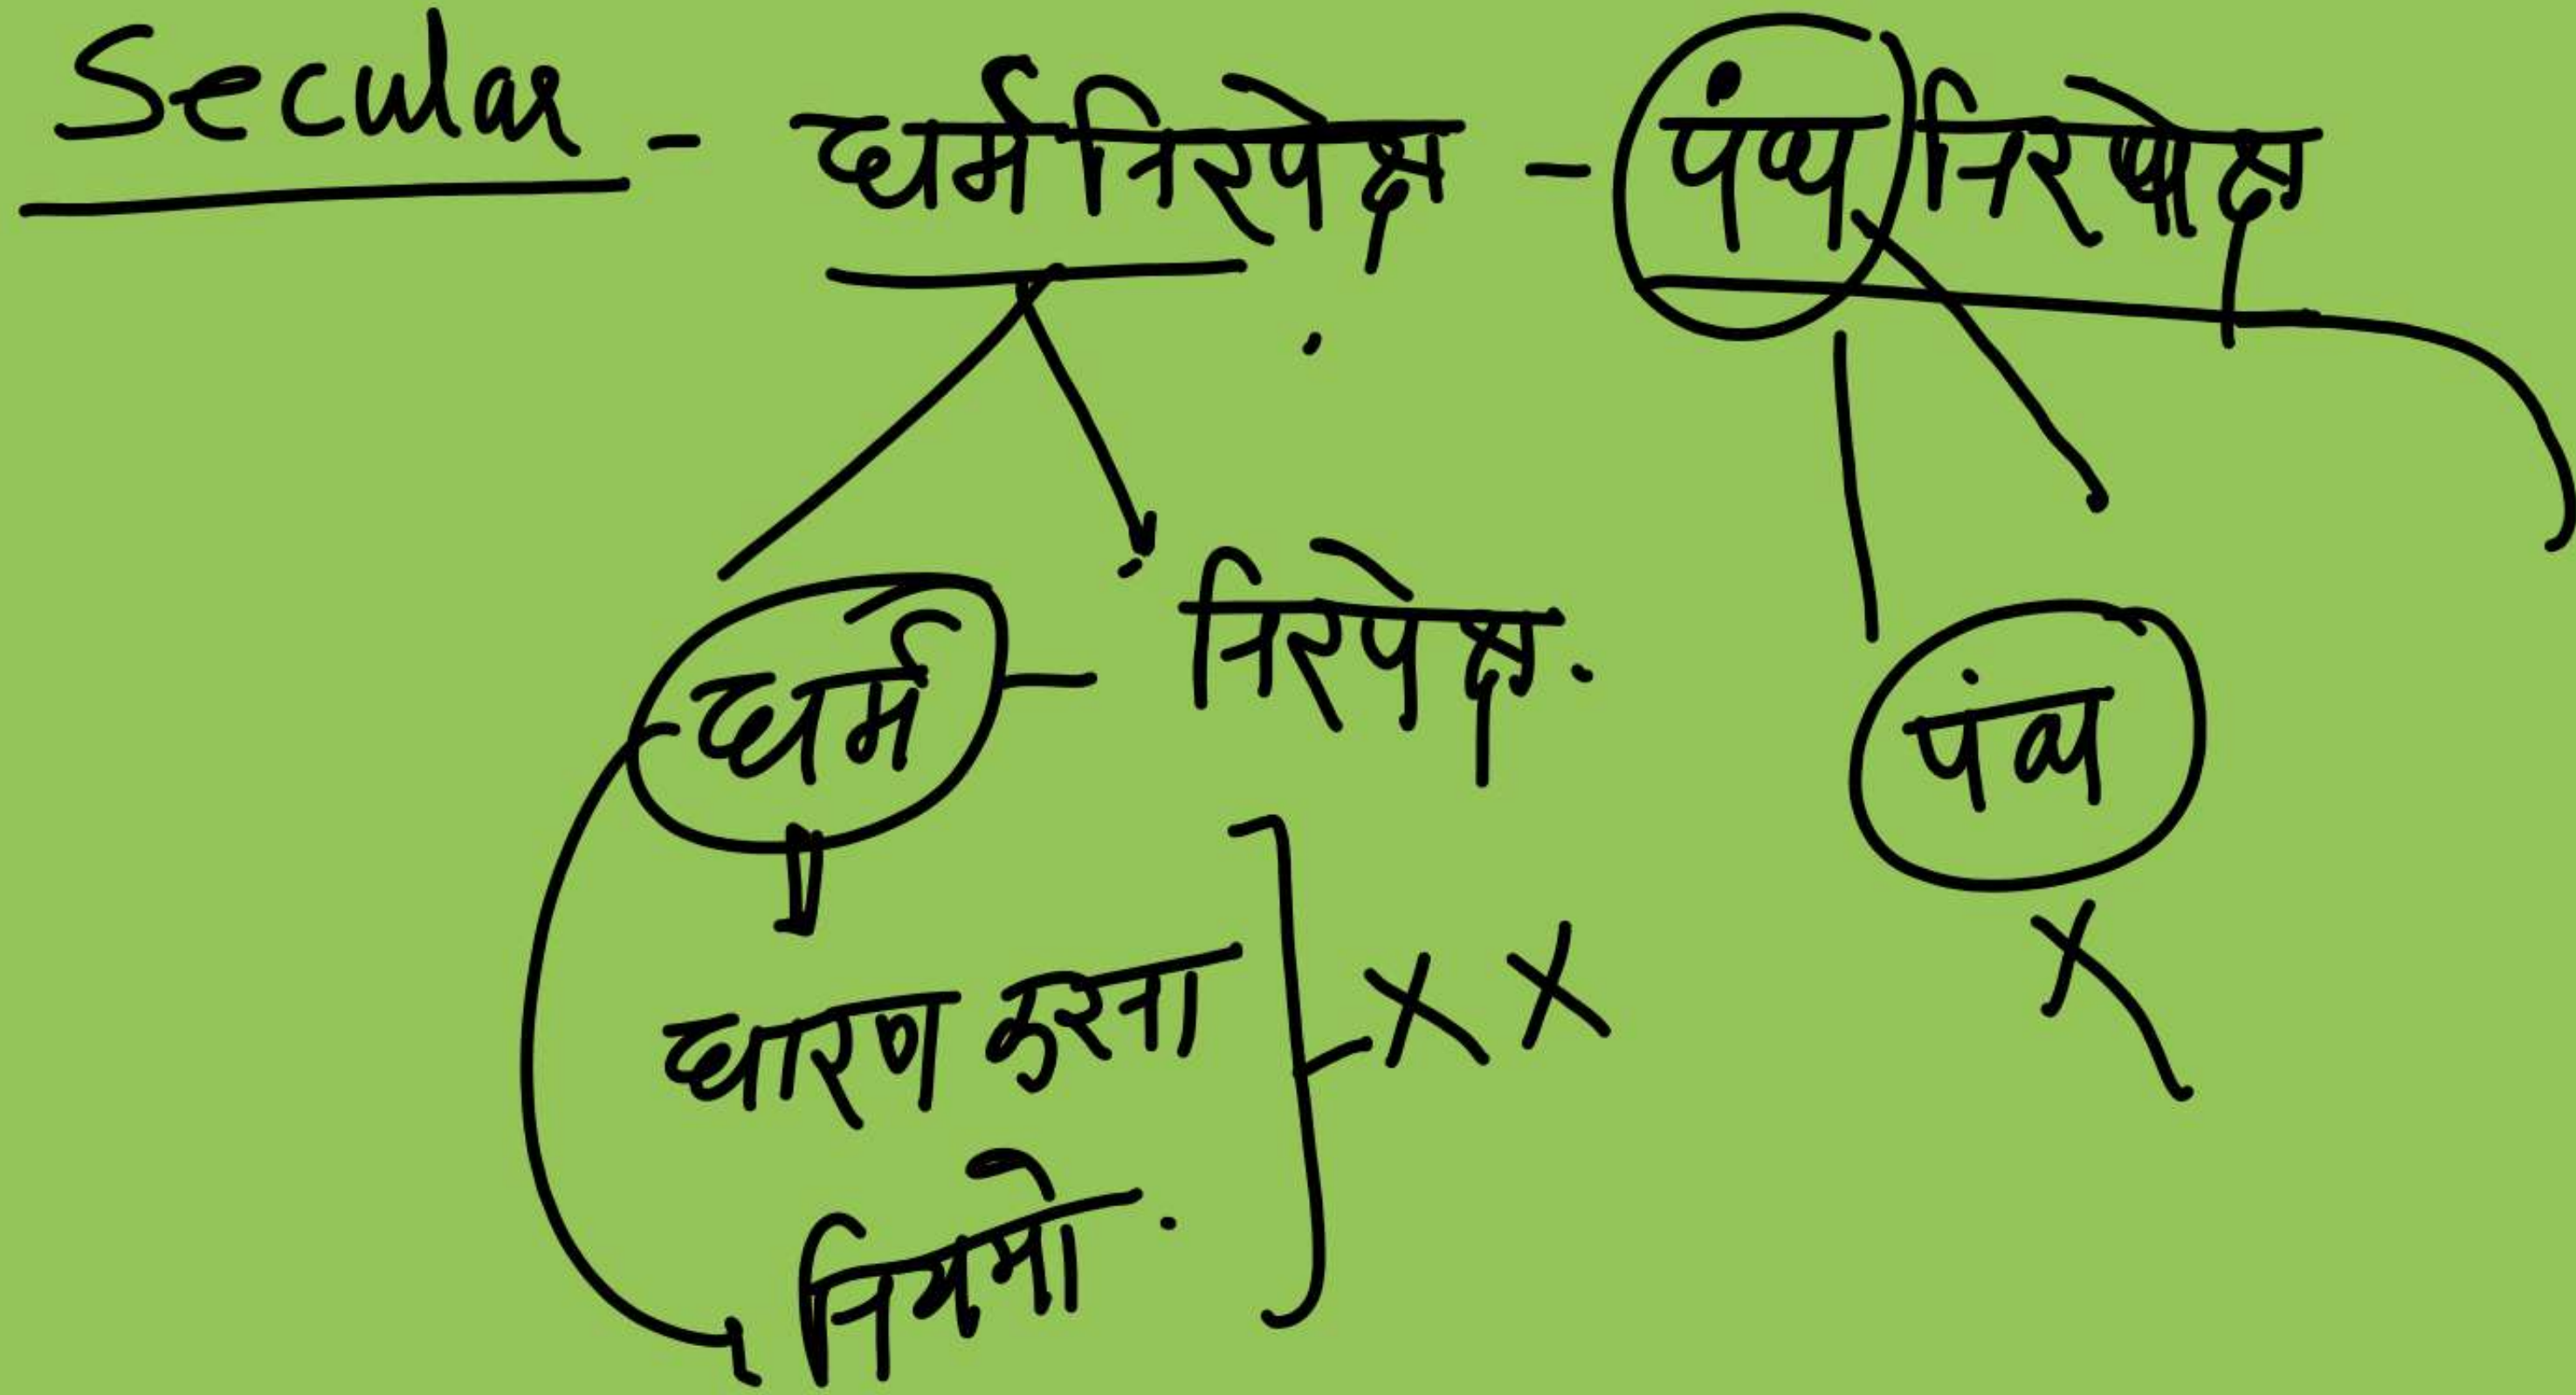 Secular - धर्मनिरपेक्ष - पंथ निरपेक्ष
धर्म - निरपेक्ष.
पंथ
धारण करना
नियमो.
X X
X